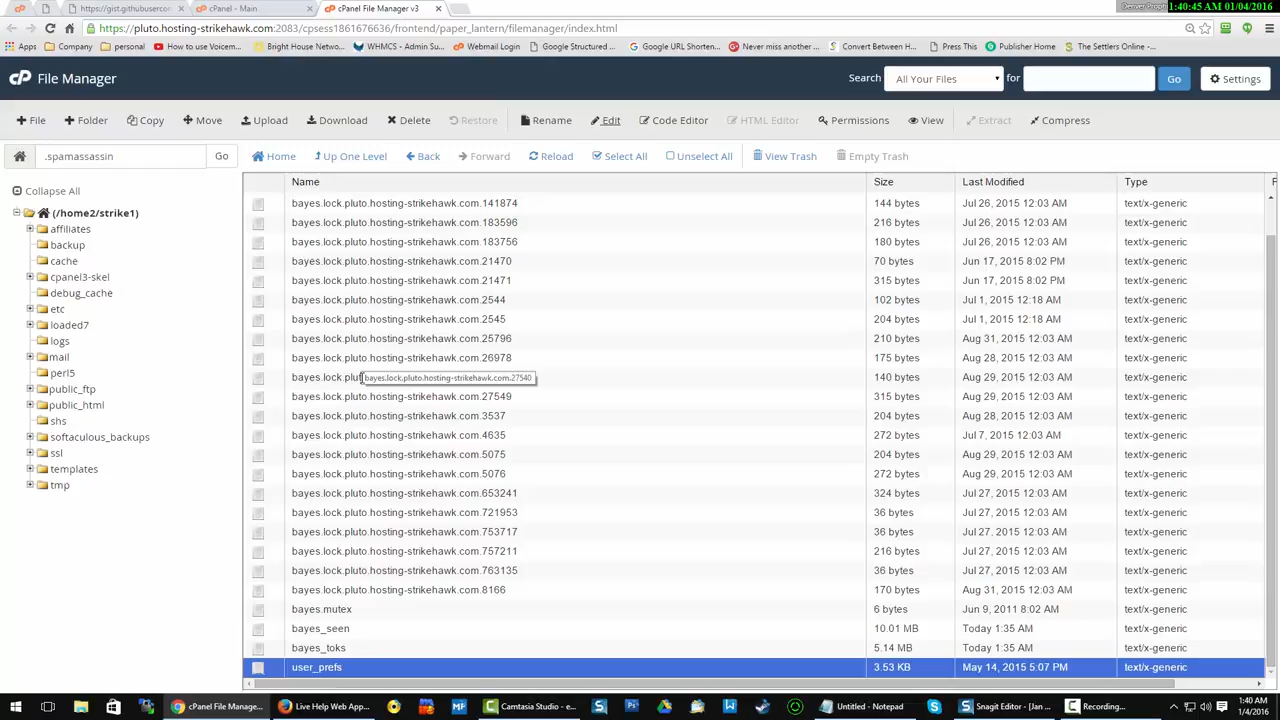 Denver Proph
1:40:45 AM 01/04/2016
https://gist.githubuserco
cPanel - Main
cPanel File Manager v3
https://pluto.hosting-strikehawk.com:2083/cpsess1861676636/frontend/paper_lantern/filemanager/index.html
Apps
Company
personal
How to use Voicem...
Bright House Networ...
WHMCS - Admin Su...
Webmail Login
Google Structured ...
Google URL Shorten...
Never miss another ...
Convert Between H...
Press This
Publisher Home
The Settlers Online -...
cP File Manager
Search
All Your Files
for
Go
Settings
File
Folder
Copy
Move
Upload
Download
Delete
Restore
Rename
Edit
Code Editor
HTML Editor
Permissions
View
Extract
Compress
.spamassassin
Go
Home
Up One Level
Back
Forward
Reload
Select All
Unselect All
View Trash
Empty Trash
Collapse All
(/home2/strike1)
affiliates
backup
cache
cpanel3-skel
debug_cache
etc
loaded7
logs
mail
perl5
public_ftp
public_html
shs
softaculous_backups
ssl
templates
tmp
Name Size Last Modified Type P
bayes.lock.pluto.hosting-strikehawk.com.141874 144 bytes Jul 26, 2015 12:03 AM text/x-generic
bayes.lock.pluto.hosting-strikehawk.com.183596 216 bytes Jul 26, 2015 12:03 AM text/x-generic
bayes.lock.pluto.hosting-strikehawk.com.183756 180 bytes Jul 26, 2015 12:03 AM text/x-generic
bayes.lock.pluto.hosting-strikehawk.com.21470 70 bytes Jun 17, 2015 8:02 PM text/x-generic
bayes.lock.pluto.hosting-strikehawk.com.21471 315 bytes Jun 17, 2015 8:02 PM text/x-generic
bayes.lock.pluto.hosting-strikehawk.com.2544 102 bytes Jul 1, 2015 12:18 AM text/x-generic
bayes.lock.pluto.hosting-strikehawk.com.2545 204 bytes Jul 1, 2015 12:18 AM text/x-generic
bayes.lock.pluto.hosting-strikehawk.com.25796 210 bytes Aug 31, 2015 12:03 AM text/x-generic
bayes.lock.pluto.hosting-strikehawk.com.26978 175 bytes Aug 28, 2015 12:03 AM text/x-generic
bayes.lock.plut bayes.lock.pluto.hosting-strikehawk.com.27540 140 bytes Aug 29, 2015 12:03 AM text/x-generic
bayes.lock.pluto.hosting-strikehawk.com.27549 315 bytes Aug 29, 2015 12:03 AM text/x-generic
bayes.lock.pluto.hosting-strikehawk.com.3537 204 bytes Aug 28, 2015 12:03 AM text/x-generic
bayes.lock.pluto.hosting-strikehawk.com.4635 272 bytes Jul 7, 2015 12:03 AM text/x-generic
bayes.lock.pluto.hosting-strikehawk.com.5075 204 bytes Aug 29, 2015 12:03 AM text/x-generic
bayes.lock.pluto.hosting-strikehawk.com.5076 272 bytes Aug 29, 2015 12:03 AM text/x-generic
bayes.lock.pluto.hosting-strikehawk.com.653241 324 bytes Jul 27, 2015 12:03 AM text/x-generic
bayes.lock.pluto.hosting-strikehawk.com.721953 36 bytes Jul 27, 2015 12:03 AM text/x-generic
bayes.lock.pluto.hosting-strikehawk.com.753717 36 bytes Jul 27, 2015 12:03 AM text/x-generic
bayes.lock.pluto.hosting-strikehawk.com.757211 216 bytes Jul 27, 2015 12:03 AM text/x-generic
bayes.lock.pluto.hosting-strikehawk.com.763135 36 bytes Jul 27, 2015 12:03 AM text/x-generic
bayes.lock.pluto.hosting-strikehawk.com.8166 170 bytes Aug 31, 2015 12:03 AM text/x-generic
bayes.mutex 6 bytes Jun 9, 2011 8:02 AM text/x-generic
bayes_seen 10.01 MB Today 1:35 AM text/x-generic
bayes_toks 5.14 MB Today 1:35 AM text/x-generic
user_prefs 3.53 KB May 14, 2015 5:07 PM text/x-generic
cPanel File Manage...
Live Help Web App...
MF
Camtasia Studio - e...
Untitled - Notepad
Snagit Editor - [Jan ...
Recording...
1:40 AM
1/4/2016